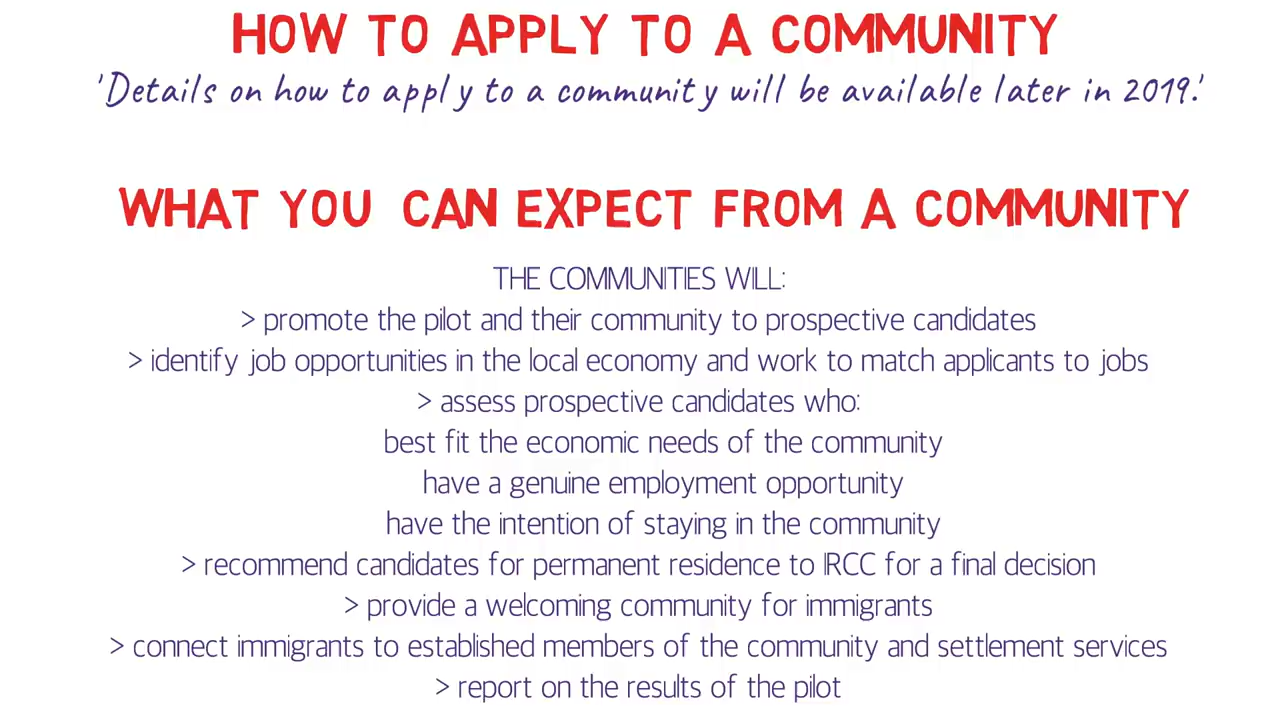 HOW TO APPLY TO A COMMUNITY
'Details on how to apply to a community will be available later in 2019.'
WHAT YOU CAN EXPECT FROM A COMMUNITY
THE COMMUNITIES WILL:
> promote the pilot and their community to prospective candidates
> identify job opportunities in the local economy and work to match applicants to jobs
> assess prospective candidates who:
best fit the economic needs of the community
have a genuine employment opportunity
have the intention of staying in the community
> recommend candidates for permanent residence to IRCC for a final decision
> provide a welcoming community for immigrants
> connect immigrants to established members of the community and settlement services
> report on the results of the pilot